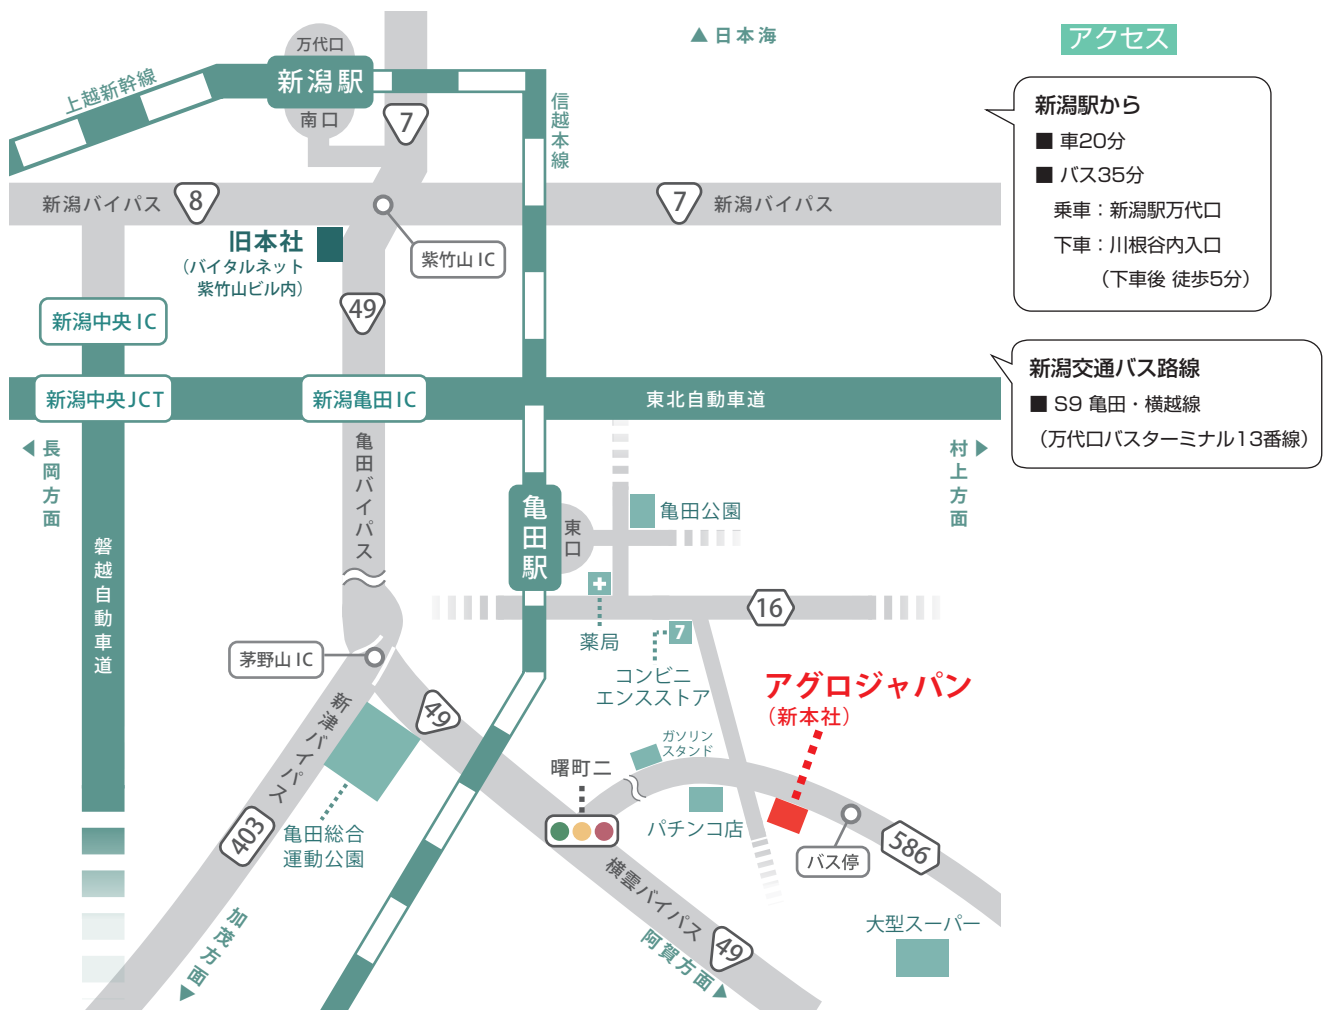 万代口
新潟駅
南口
上越新幹線
7
信越本線
▲日本海
新潟バイパス
8
7
新潟バイパス
旧本社
(バイタルネット
紫竹山ビル内)
紫竹山 IC
49
新潟中央 IC
新潟中央JCT
新潟亀田 IC
東北自動車道
◀長岡方面
村上▶方面
亀田バイパス
磐越自動車道
亀田駅
東口
亀田公園
16
薬局
7
コンビニ
エンスストア
茅野山 IC
新津バイパス
49
403
亀田総合
運動公園
加茂方面
曙町二
ガソリン
スタンド
パチンコ店
アグロジャパン
(新本社)
バス停
586
横雲バイパス
49
阿賀方面▶
大型スーパー
アクセス
新潟駅から
■ 車20分
■ バス35分
乗車：新潟駅万代口
下車：川根谷内入口
(下車後 徒歩5分)
新潟交通バス路線
■ S9 亀田・横越線
(万代口バスターミナル13番線)